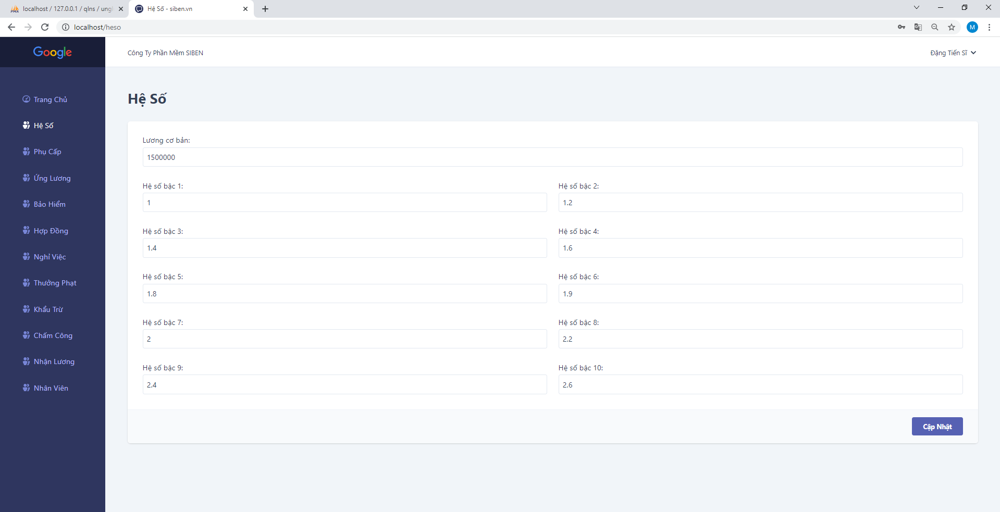 localhost / 127.0.0.1 / qlns / ungl
Hệ Số - siben.vn
localhost/heso
M
Google
Công Ty Phần Mềm SIBEN
Đặng Tiến Sĩ
Trang Chủ
Hệ Số
Phụ Cấp
Ứng Lương
Bảo Hiểm
Hợp Đồng
Nghỉ Việc
Thưởng Phạt
Khấu Trừ
Chấm Công
Nhận Lương
Nhân Viên
Hệ Số
Lương cơ bản:
1500000
Hệ số bậc 1:
Hệ số bậc 2:
1
1.2
Hệ số bậc 3:
Hệ số bậc 4:
1.4
1.6
Hệ số bậc 5:
Hệ số bậc 6:
1.8
1.9
Hệ số bậc 7:
Hệ số bậc 8:
2
2.2
Hệ số bậc 9:
Hệ số bậc 10:
2.4
2.6
Cập Nhật